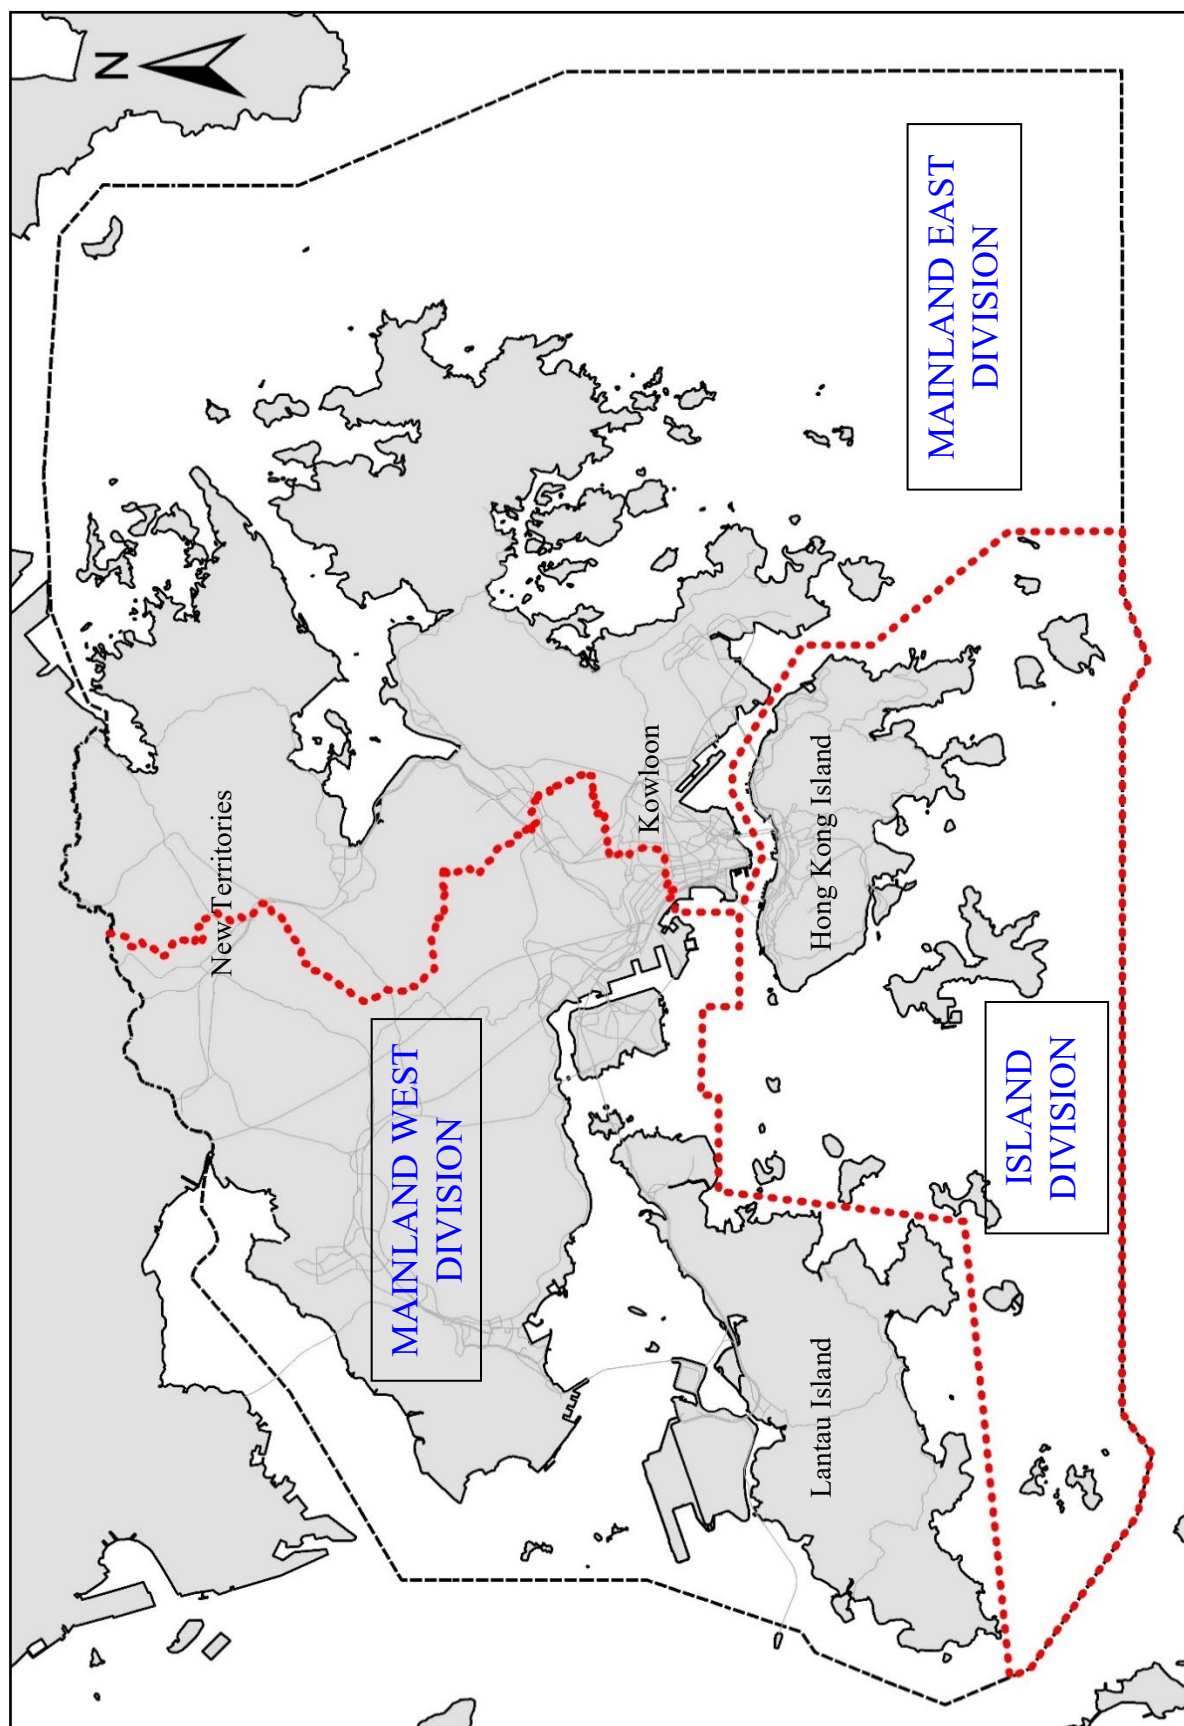 N
MAINLAND EAST
DIVISION
New Territories
Kowloon
Hong Kong Island
MAINLAND WEST
DIVISION
ISLAND
DIVISION
Lantau Island